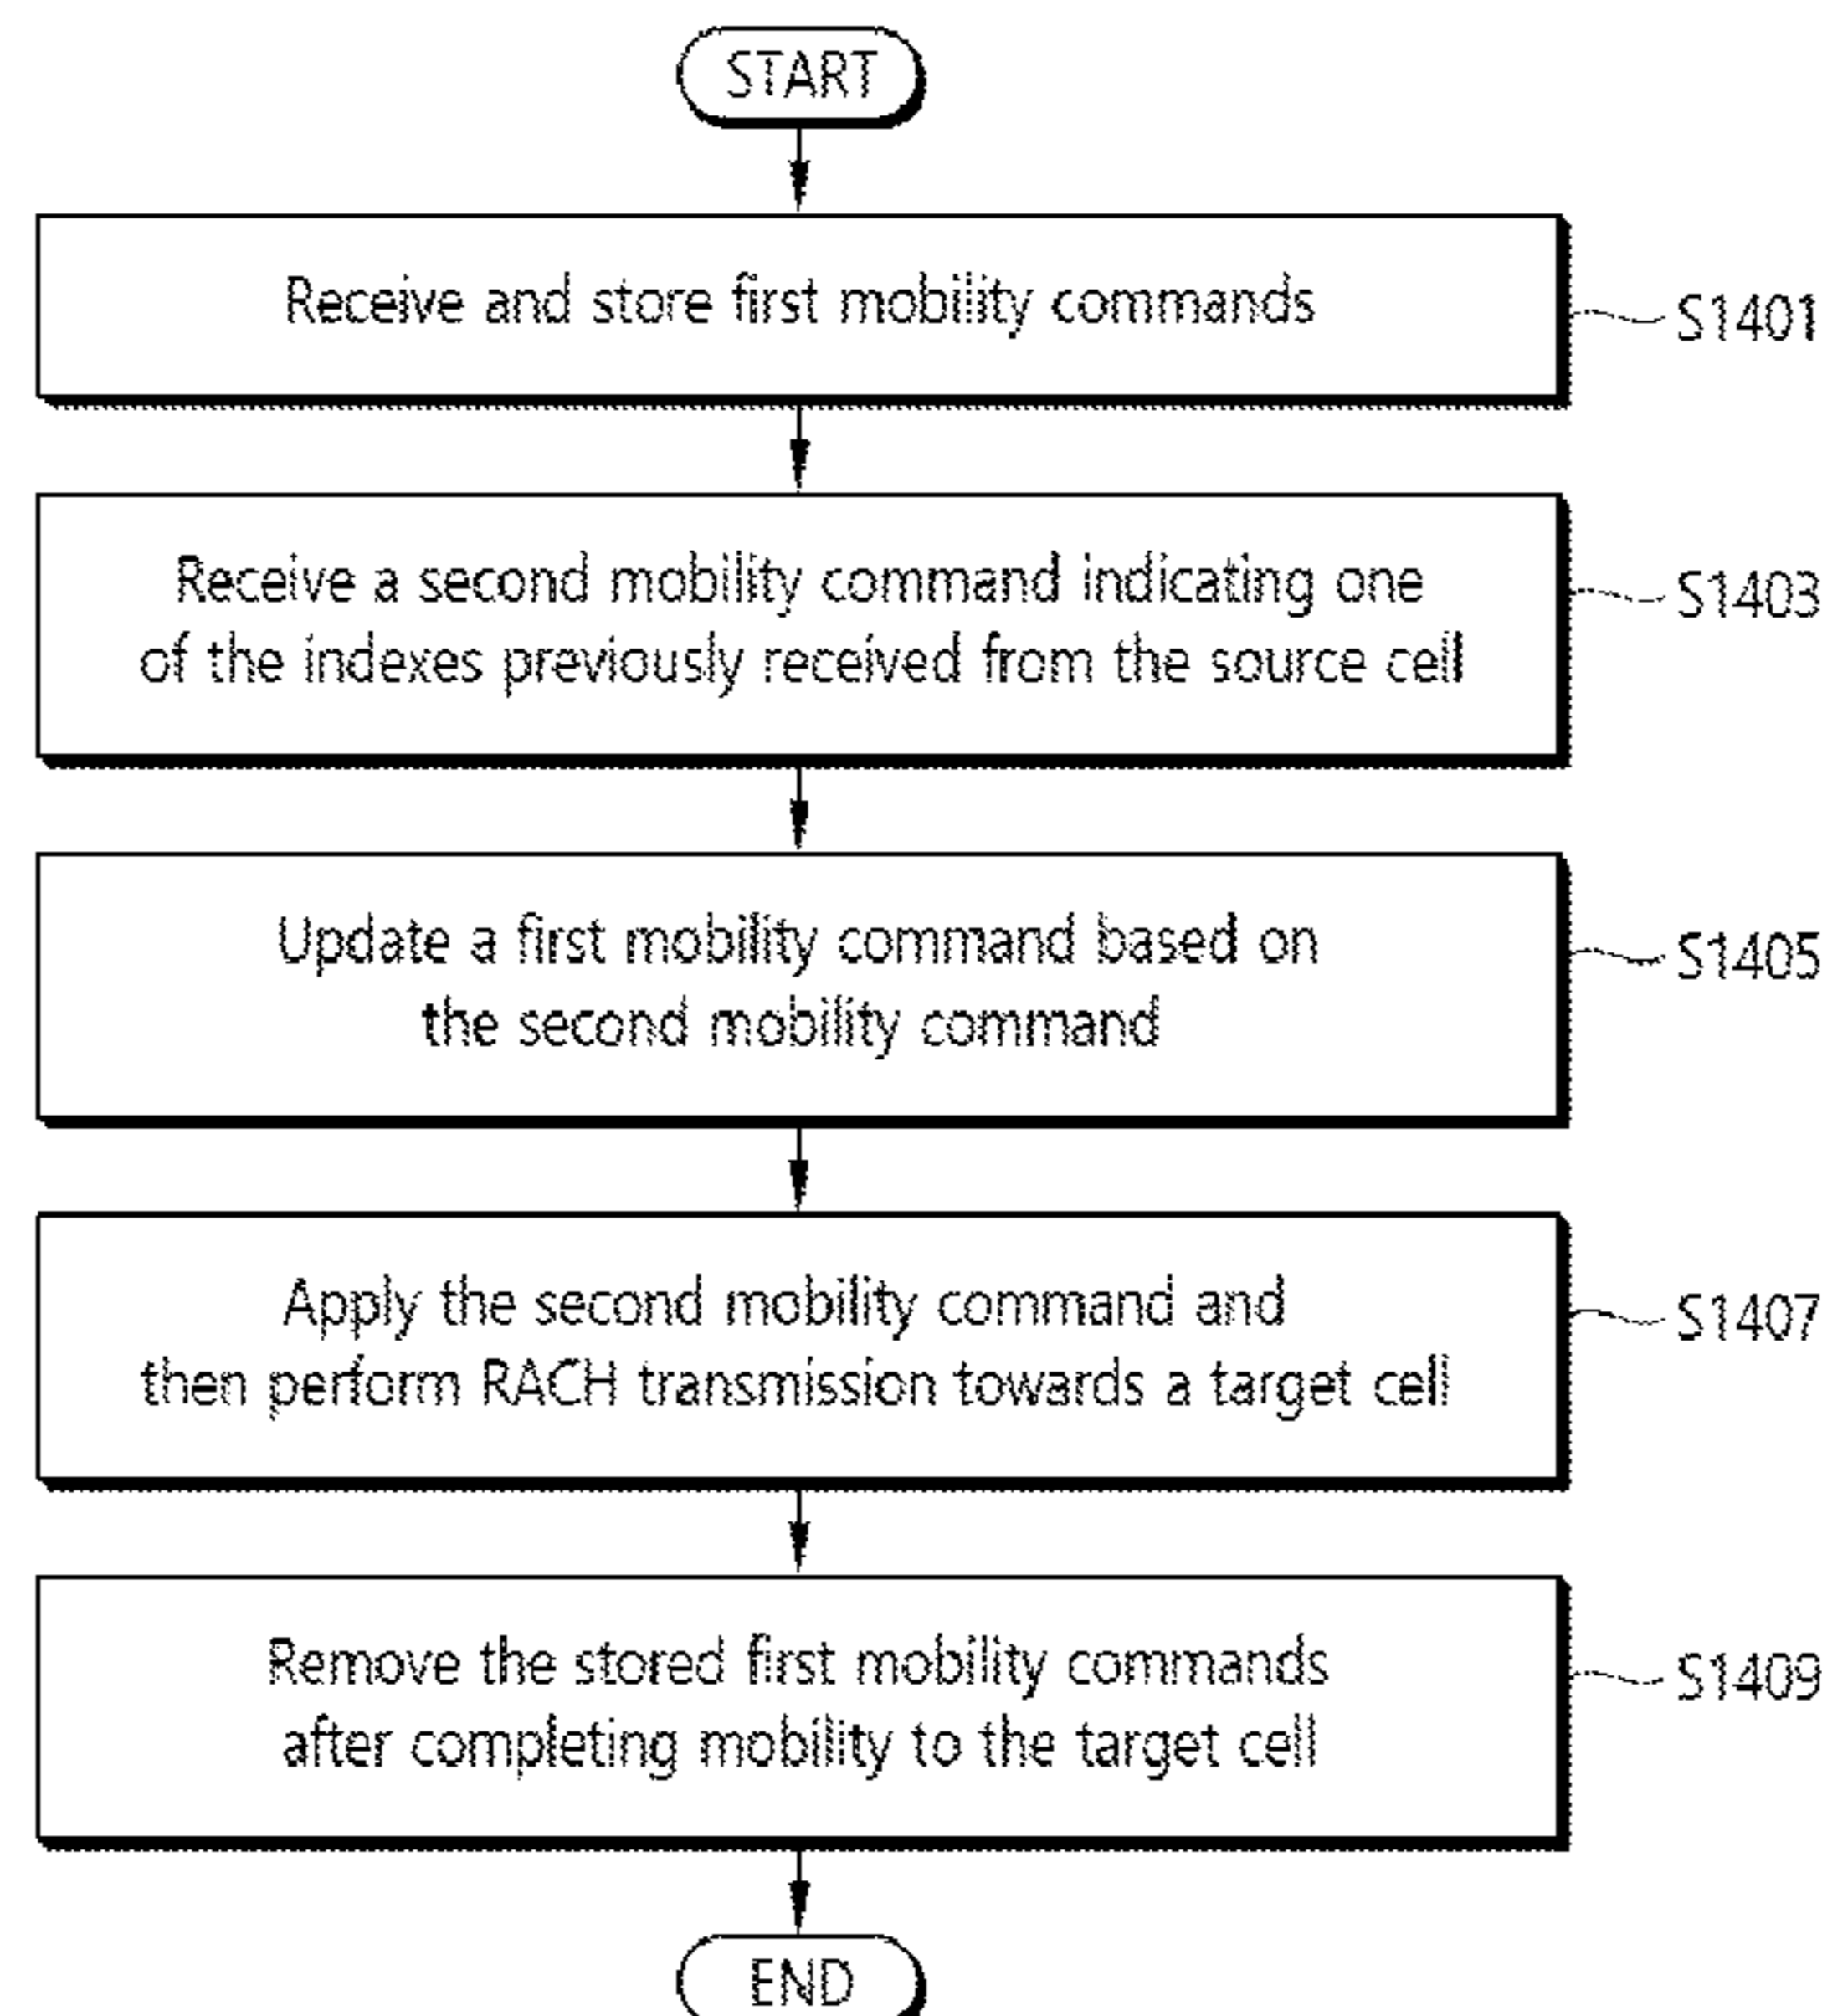 START
Receive and store first mobility commands
S1401
Receive a second mobility command indicating one
of the indexes previously received from the source cell
S1403
Update a first mobility command based on
the second mobility command
S1405
Apply the second mobility command and
then perform RACH transmission towards a target cell
S1407
Remove the stored first mobility commands
after completing mobility to the target cell
S1409
END